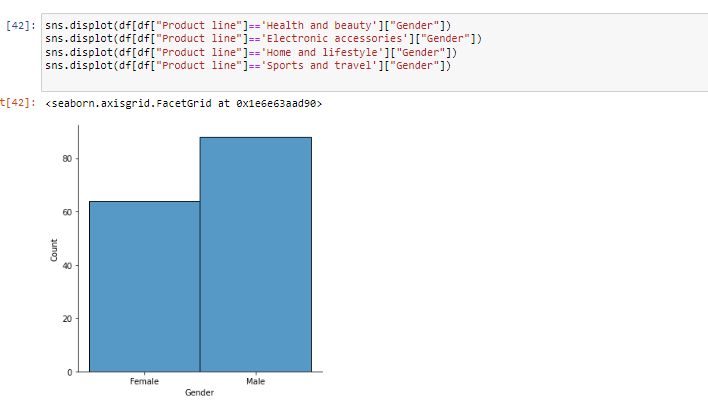 [42]: sns.displot(df[df["Product line"]=='Health and beauty']["Gender"])
sns.displot(df[df["Product line"]=='Electronic accessories']["Gender"])
sns.displot(df[df["Product line"]=='Home and lifestyle']["Gender"])
sns.displot(df[df["Product line"]=='Sports and travel']["Gender"])
t[42]: <seaborn.axisgrid.FacetGrid at 0x1e6e63aad90>
80
60
40
20
0
Count
Female Male
Gender